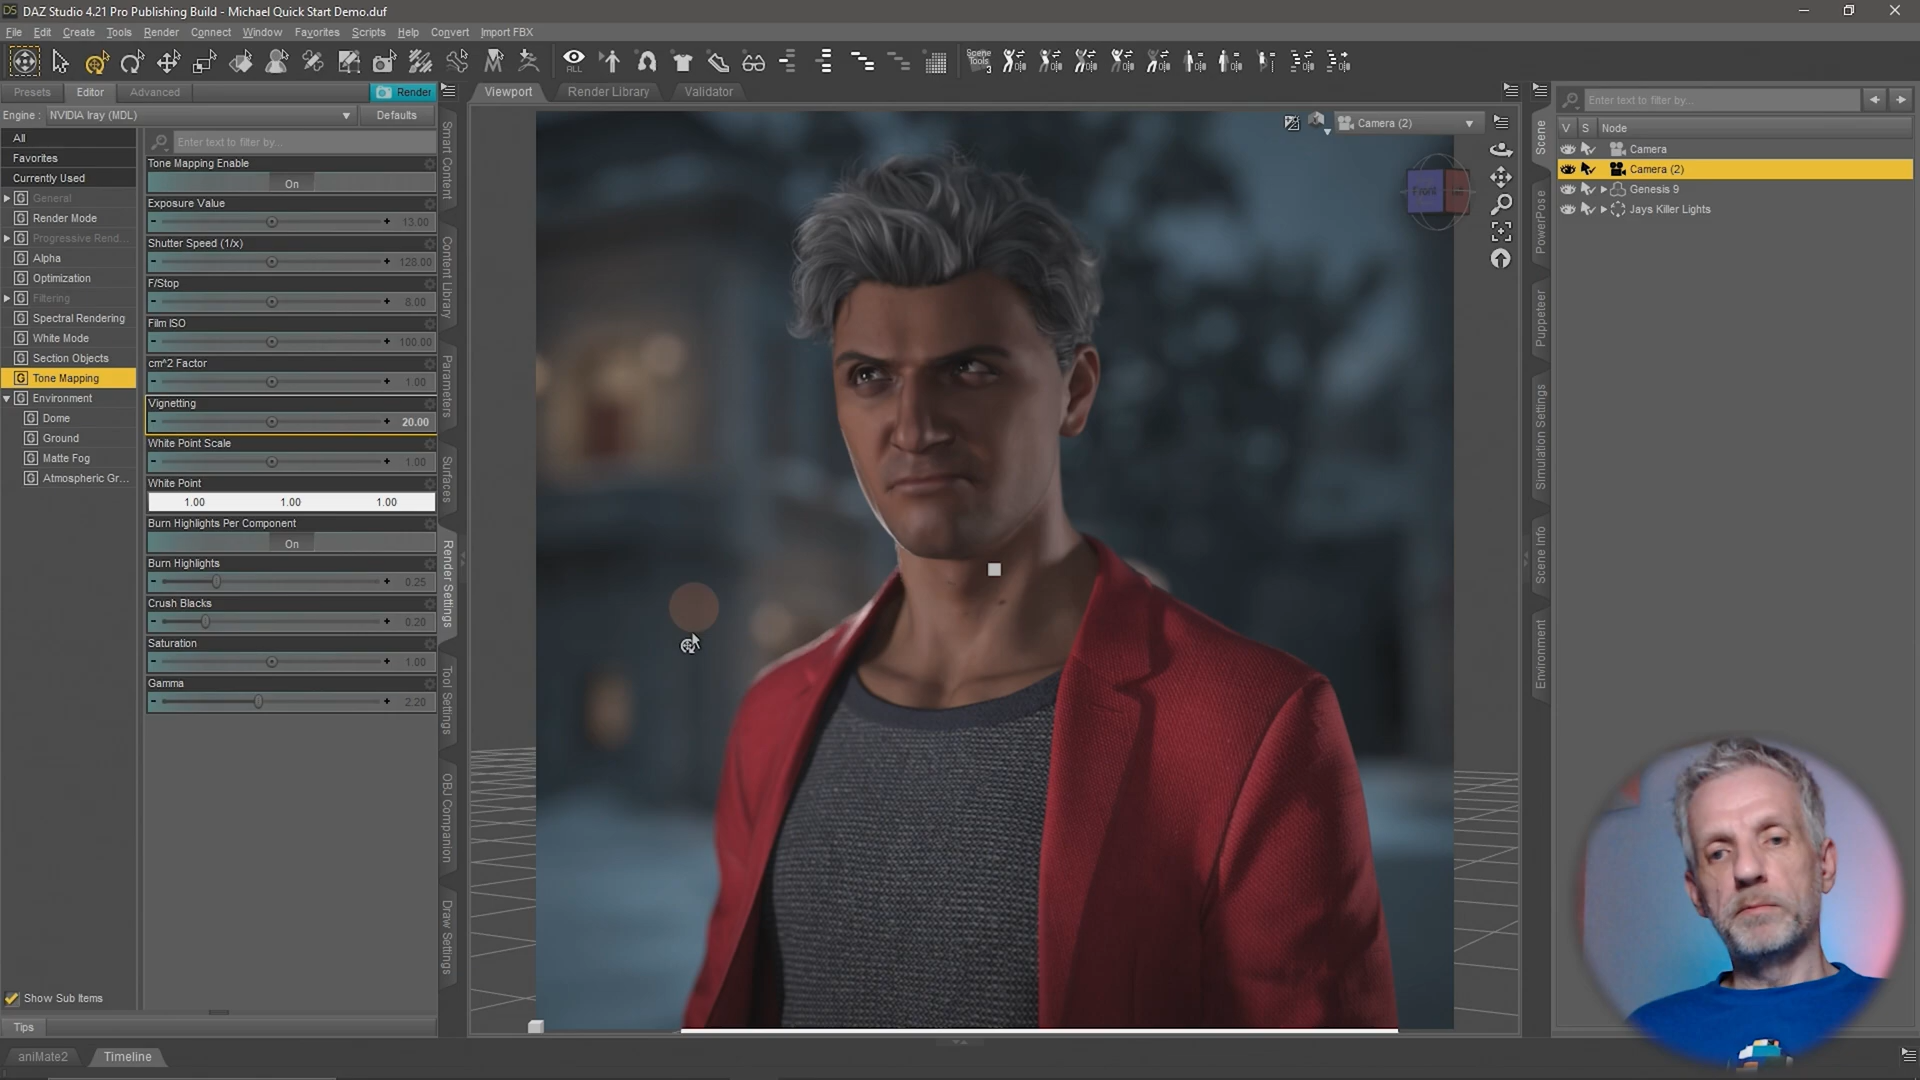 DAZ Studio 4.21 Pro Publishing Build - Michael Quick Start Demo.duf
File Edit Create Tools Render Connect Window Favorites Scripts Help Convert Import FBX
ALL
Scene Tools 3
Presets Editor Advanced Render
Viewport Render Library Validator
Engine : NVIDIA Iray (MDL) Defaults
Enter text to filter by...
All
Favorites
Currently Used
General
Render Mode
Progressive Rend...
Alpha
Optimization
Filtering
Spectral Rendering
White Mode
Section Objects
Tone Mapping
Environment
Dome
Ground
Matte Fog
Atmospheric Gr...
Show Sub Items
Tips
Tone Mapping Enable
On
Exposure Value
13.00
Shutter Speed (1/x)
128.00
F/Stop
8.00
Film ISO
100.00
cm^2 Factor
1.00
Vignetting
20.00
White Point Scale
1.00
White Point
1.00 1.00 1.00
Burn Highlights Per Component
On
Burn Highlights
0.25
Crush Blacks
0.20
Saturation
1.00
Gamma
2.20
Smart Content
Content Library
Parameters
Surfaces
Render Settings
Tool Settings
OBJ Companion
Draw Settings
Camera (2)
Front
Scene
PowerPose
Puppeteer
Simulation Settings
Scene Info
Environment
Enter text to filter by...
V S Node
Camera
Camera (2)
Genesis 9
Jays Killer Lights
aniMate2 Timeline